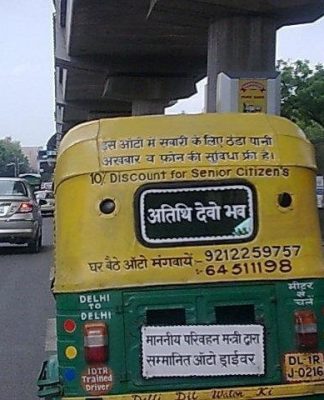 इस ऑटो में सवारी के लिए ठंडा पानी
अखबार व फोन की सुविधा फ्री है।
10% Discount for Senior Citizen's
अतिथि देवो भव
घर बैठे ऑटो मंगवायें:-9212259757
:-64511198
DELHI
TO
DELHI
मीटर
से
चले
माननीय परिवहन मन्त्री द्वारा
सम्मानित ऑटो ड्राईवर
IDTR
Trained
Driver
DL-1R
J-0216
Dilli Dil Walon Ki